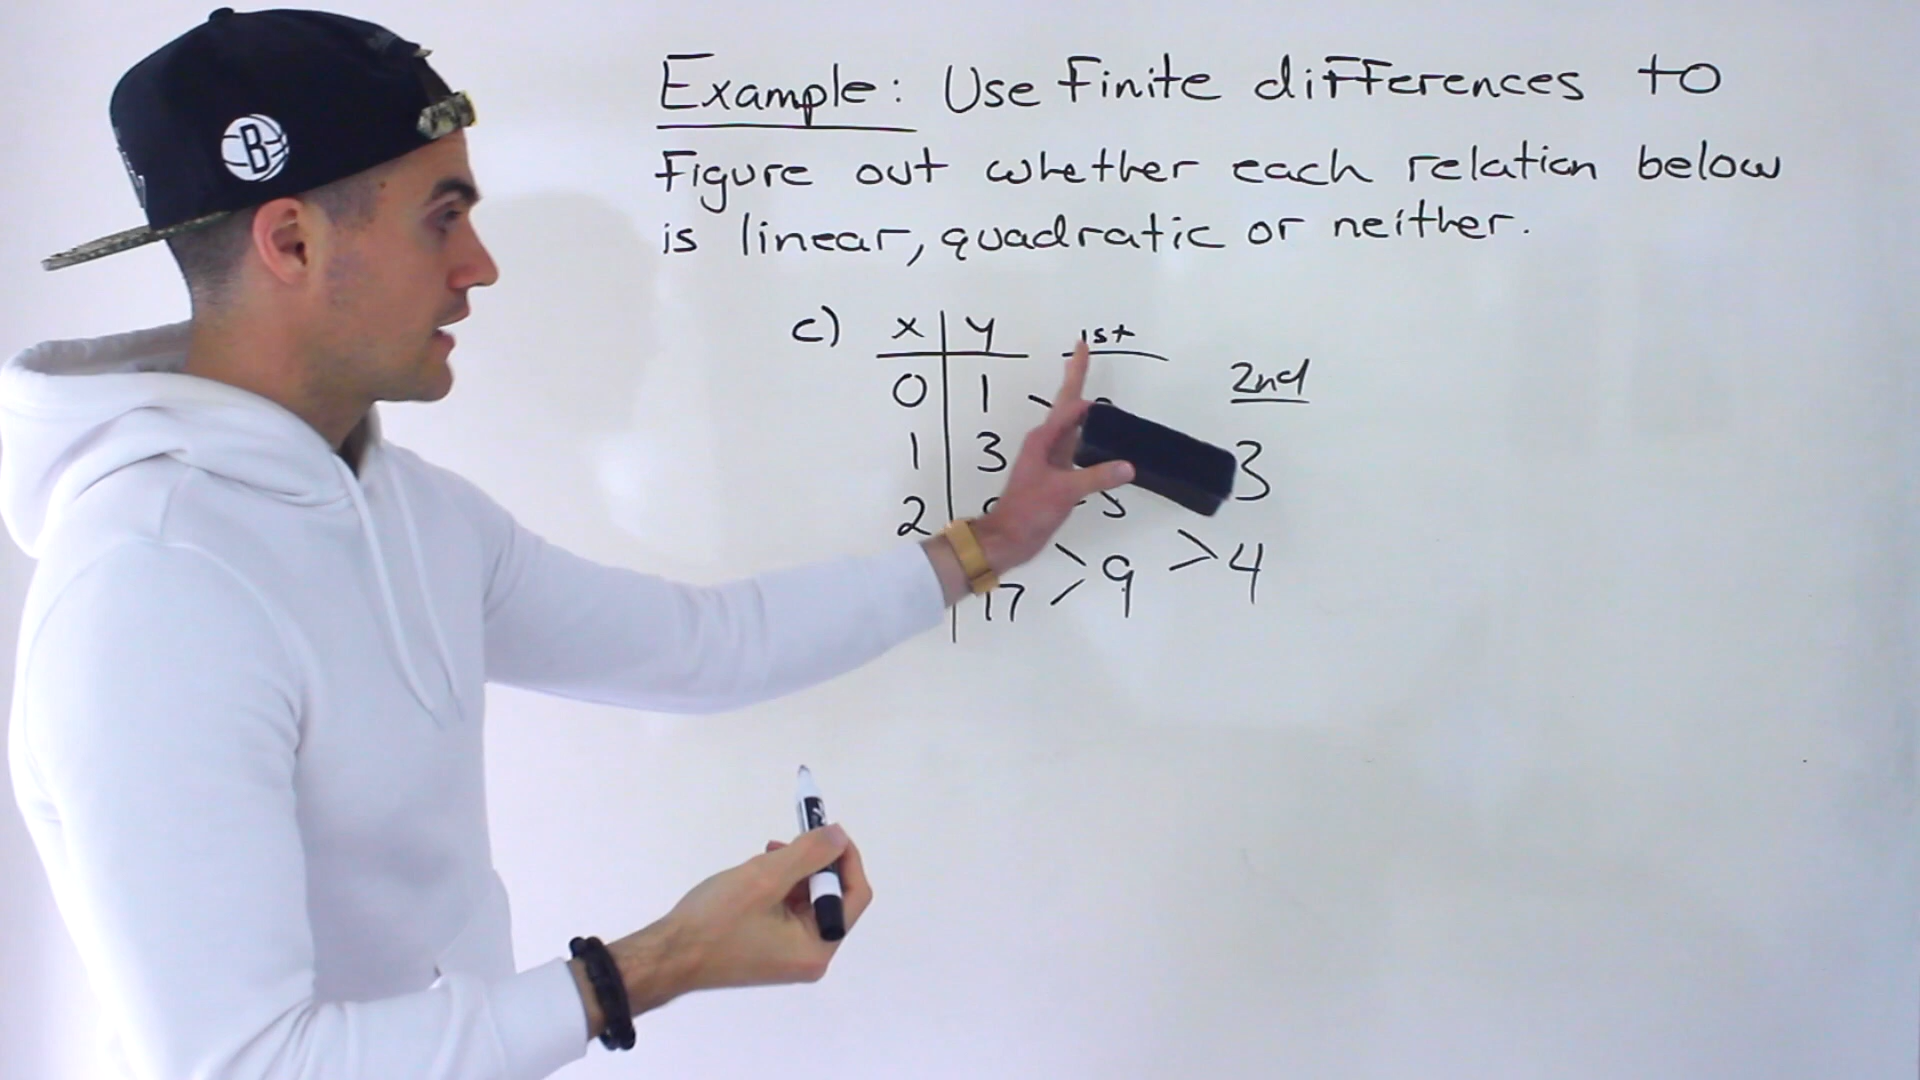 Example: Use finite differences to
figure out whether each relation below
is linear, quadratic or neither.
c) x y 1st
2nd
0 1
1 3 3
2 5
17 > 9 > 4
B